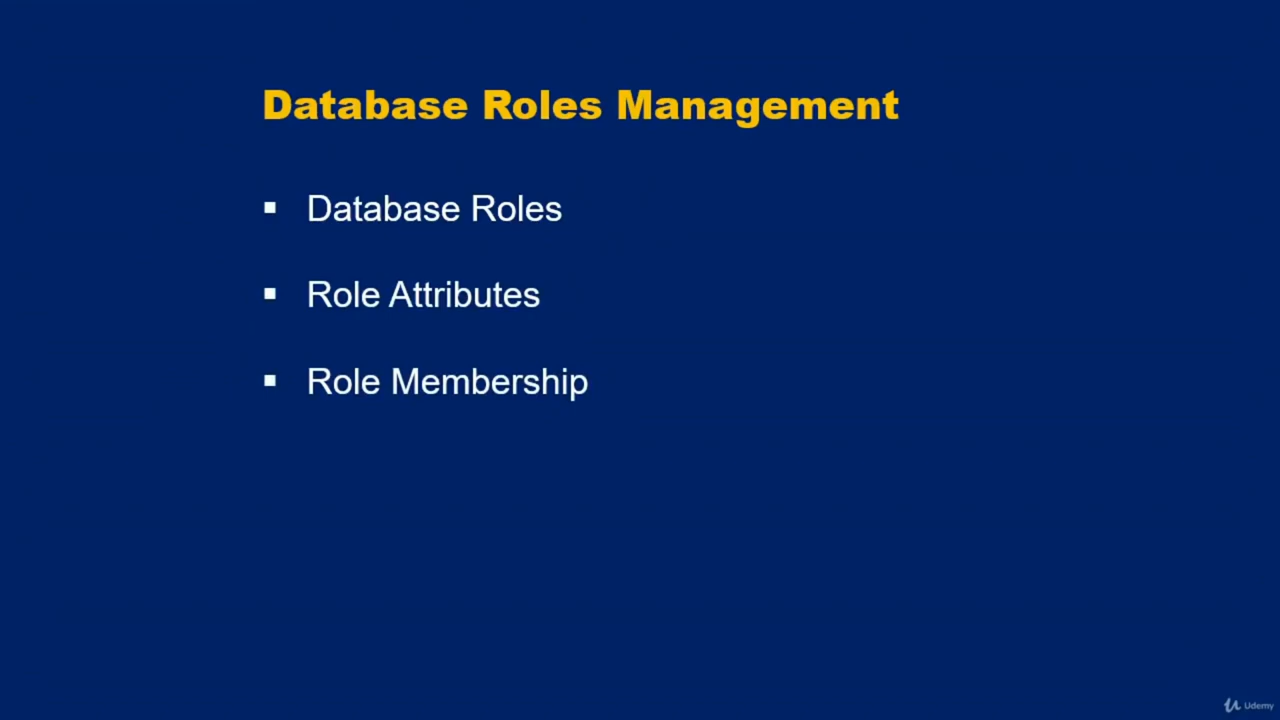 Database Roles Management
▪ Database Roles
▪ Role Attributes
▪ Role Membership
Udemy